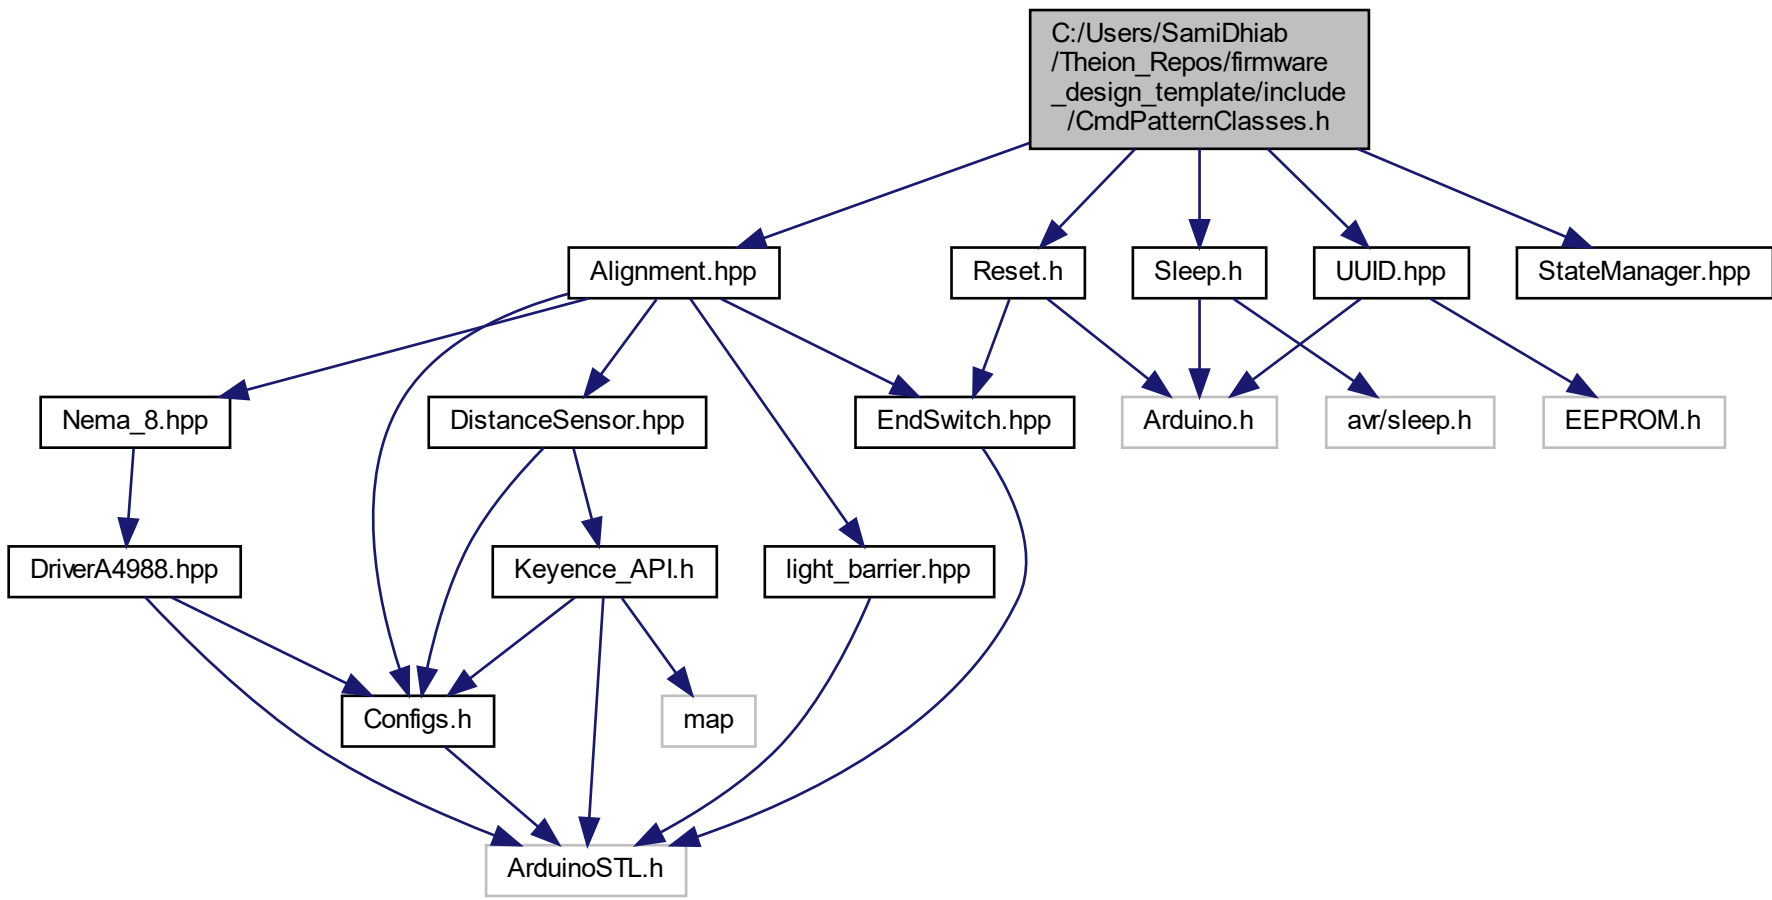 C:/Users/SamiDhiab
/Theion_Repos/firmware
_design_template/include
/CmdPatternClasses.h
Alignment.hpp
Reset.h
Sleep.h
UUID.hpp
StateManager.hpp
Nema_8.hpp
DistanceSensor.hpp
EndSwitch.hpp
Arduino.h
avr/sleep.h
EEPROM.h
DriverA4988.hpp
Keyence_API.h
light_barrier.hpp
Configs.h
map
ArduinoSTL.h